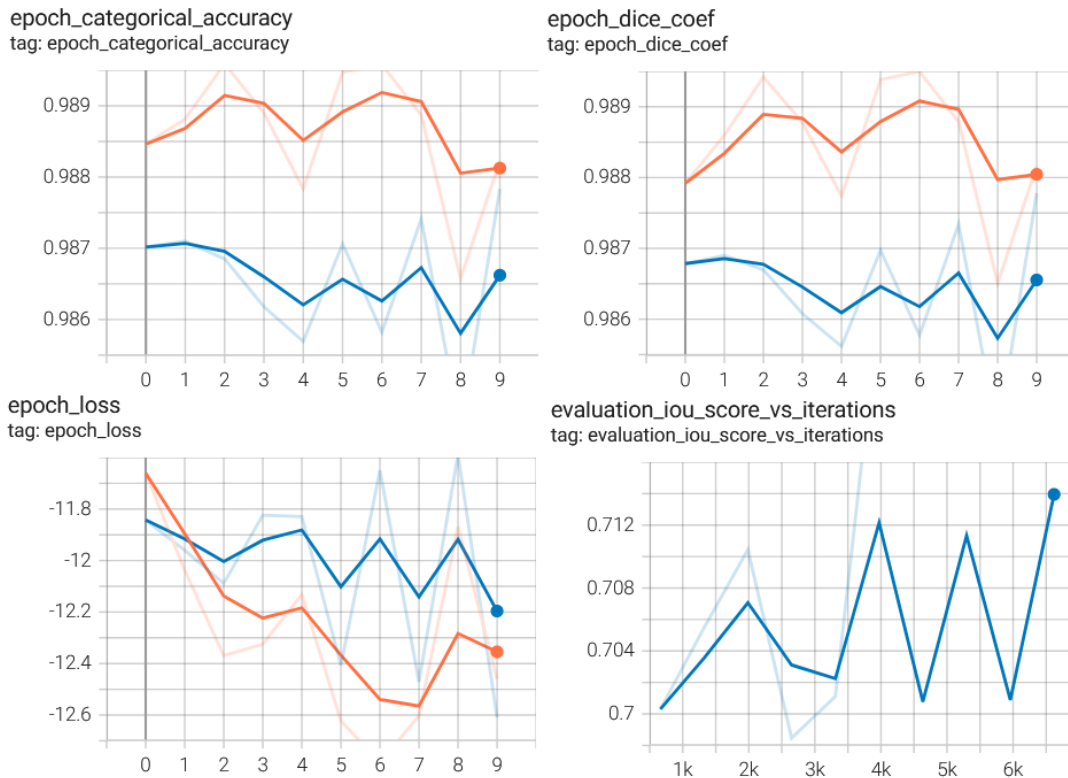 epoch_categorical_accuracy
tag: epoch_categorical_accuracy
0.989
0.988
0.987
0.986
0 1 2 3 4 5 6 7 8 9
epoch_dice_coef
tag: epoch_dice_coef
0.989
0.988
0.987
0.986
0 1 2 3 4 5 6 7 8 9
epoch_loss
tag: epoch_loss
-11.8
-12
-12.2
-12.4
-12.6
0 1 2 3 4 5 6 7 8 9
evaluation_iou_score_vs_iterations
tag: evaluation_iou_score_vs_iterations
0.712
0.708
0.704
0.7
1k 2k 3k 4k 5k 6k